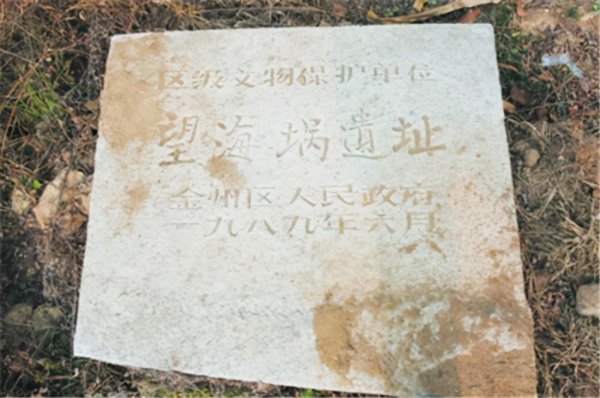 区级文物保护单位
望海埚遗址
金州区人民政府
一九八九年六月